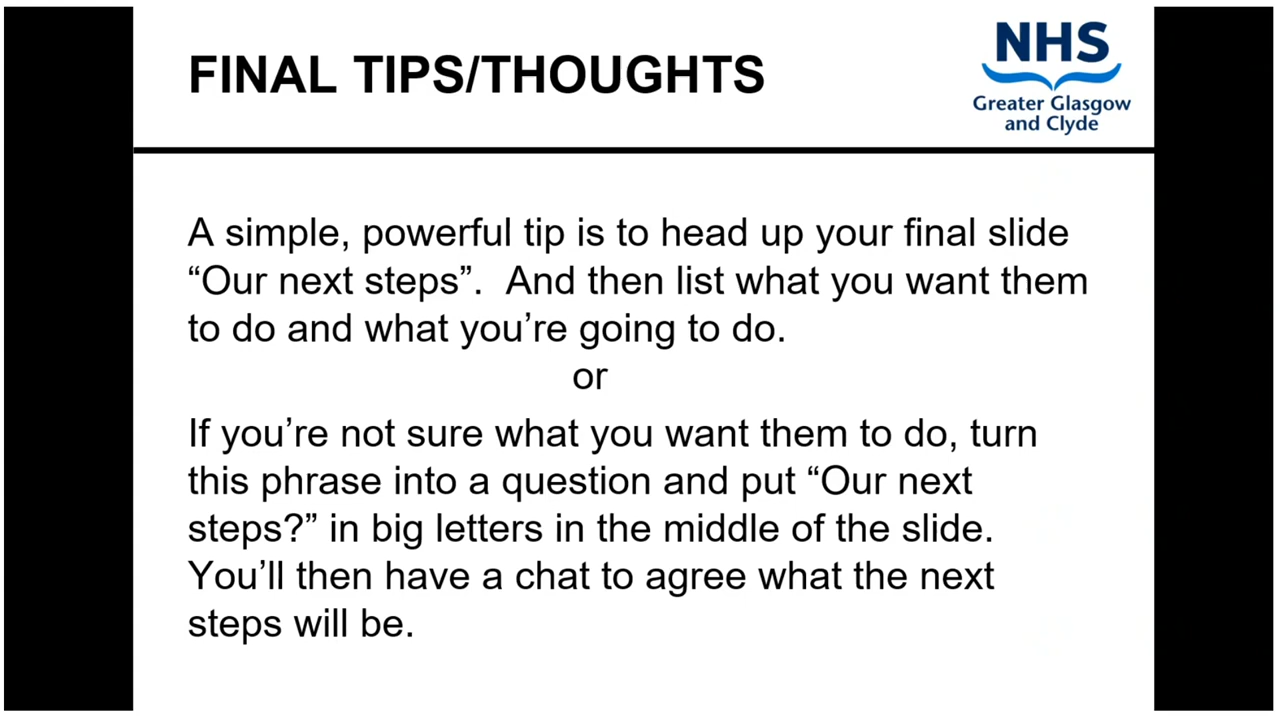 FINAL TIPS/THOUGHTS
NHS
Greater Glasgow
and Clyde
A simple, powerful tip is to head up your final slide
“Our next steps”.  And then list what you want them
to do and what you’re going to do.
or
If you’re not sure what you want them to do, turn
this phrase into a question and put “Our next
steps?” in big letters in the middle of the slide.
You’ll then have a chat to agree what the next
steps will be.